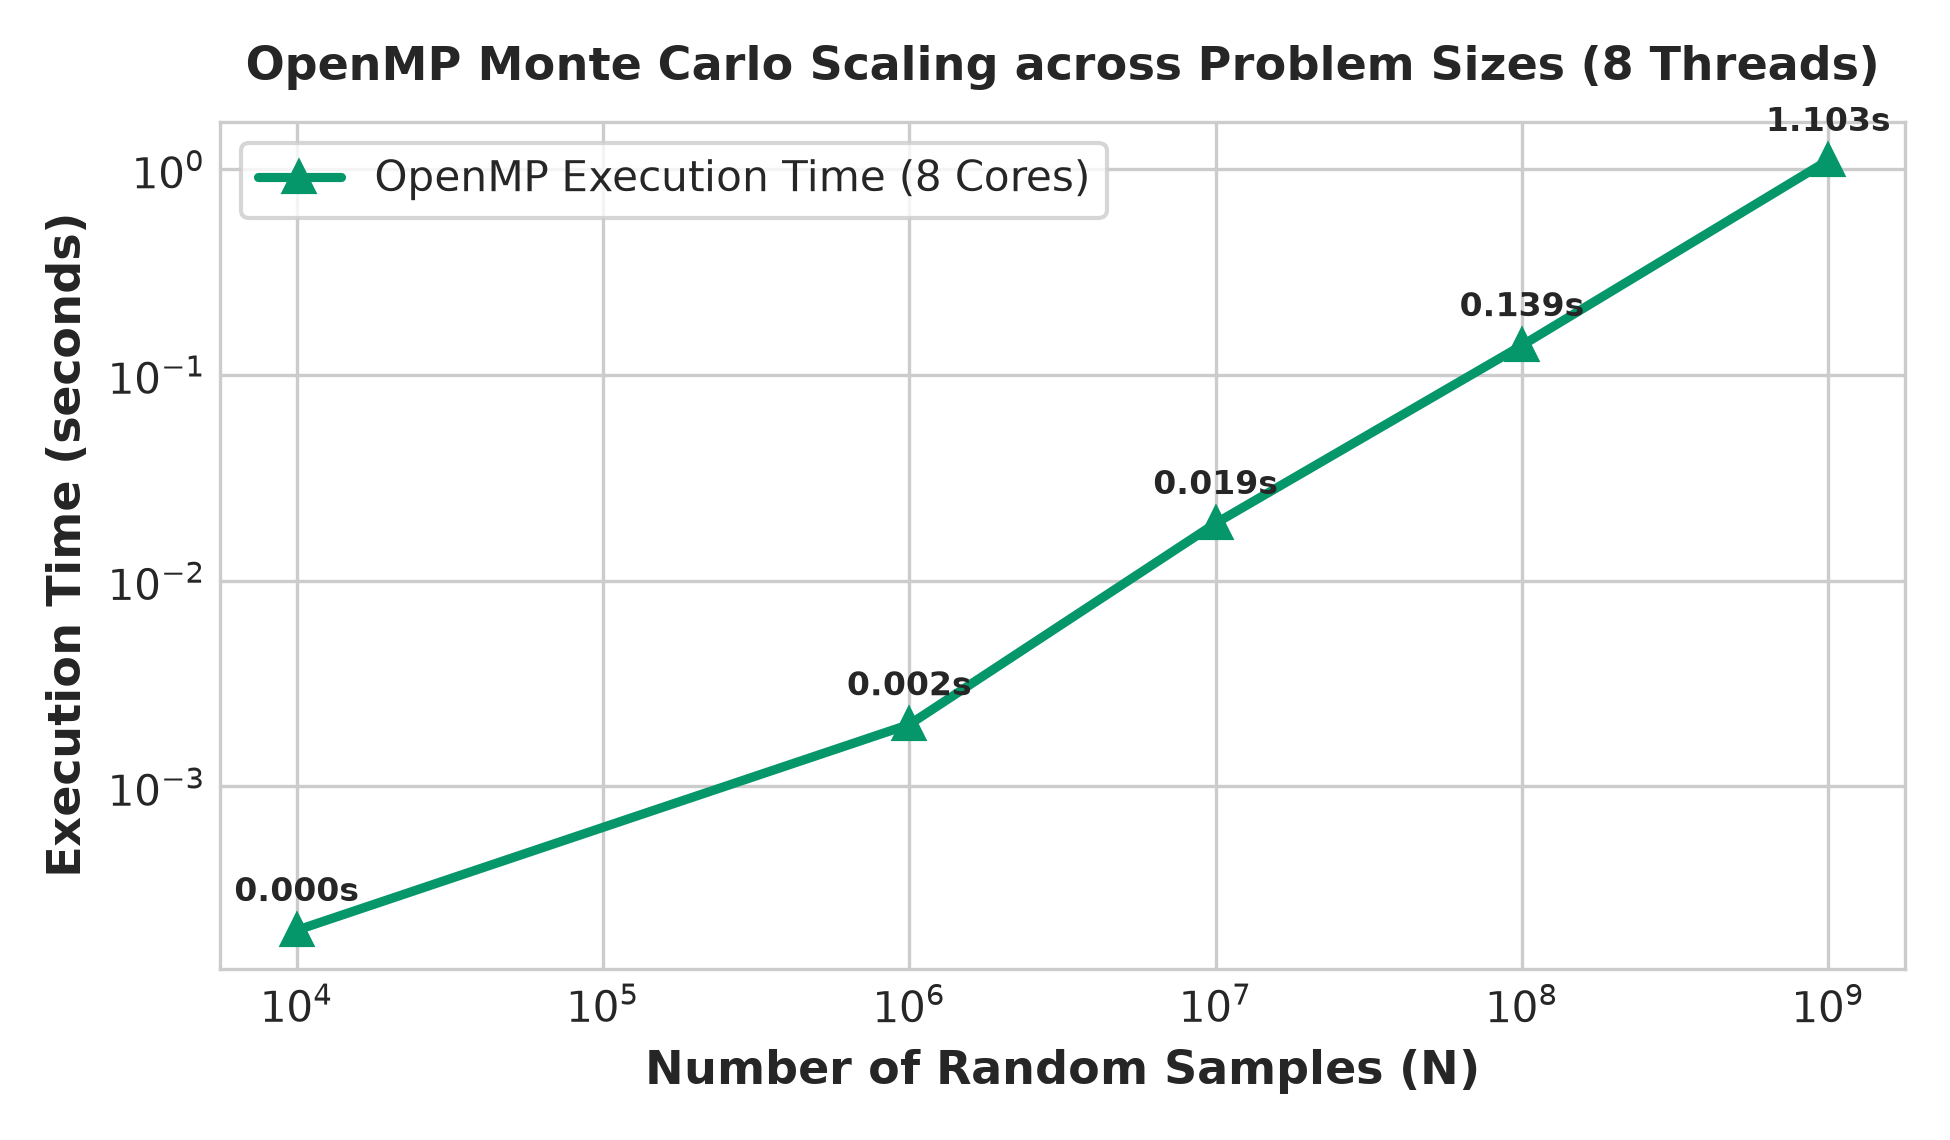 OpenMP Monte Carlo Scaling across Problem Sizes (8 Threads)
1.103s
OpenMP Execution Time (8 Cores)
10⁰
0.139s
10⁻¹
0.019s
10⁻²
0.002s
10⁻³
0.000s
Execution Time (seconds)
10⁴ 10⁵ 10⁶ 10⁷ 10⁸ 10⁹
Number of Random Samples (N)